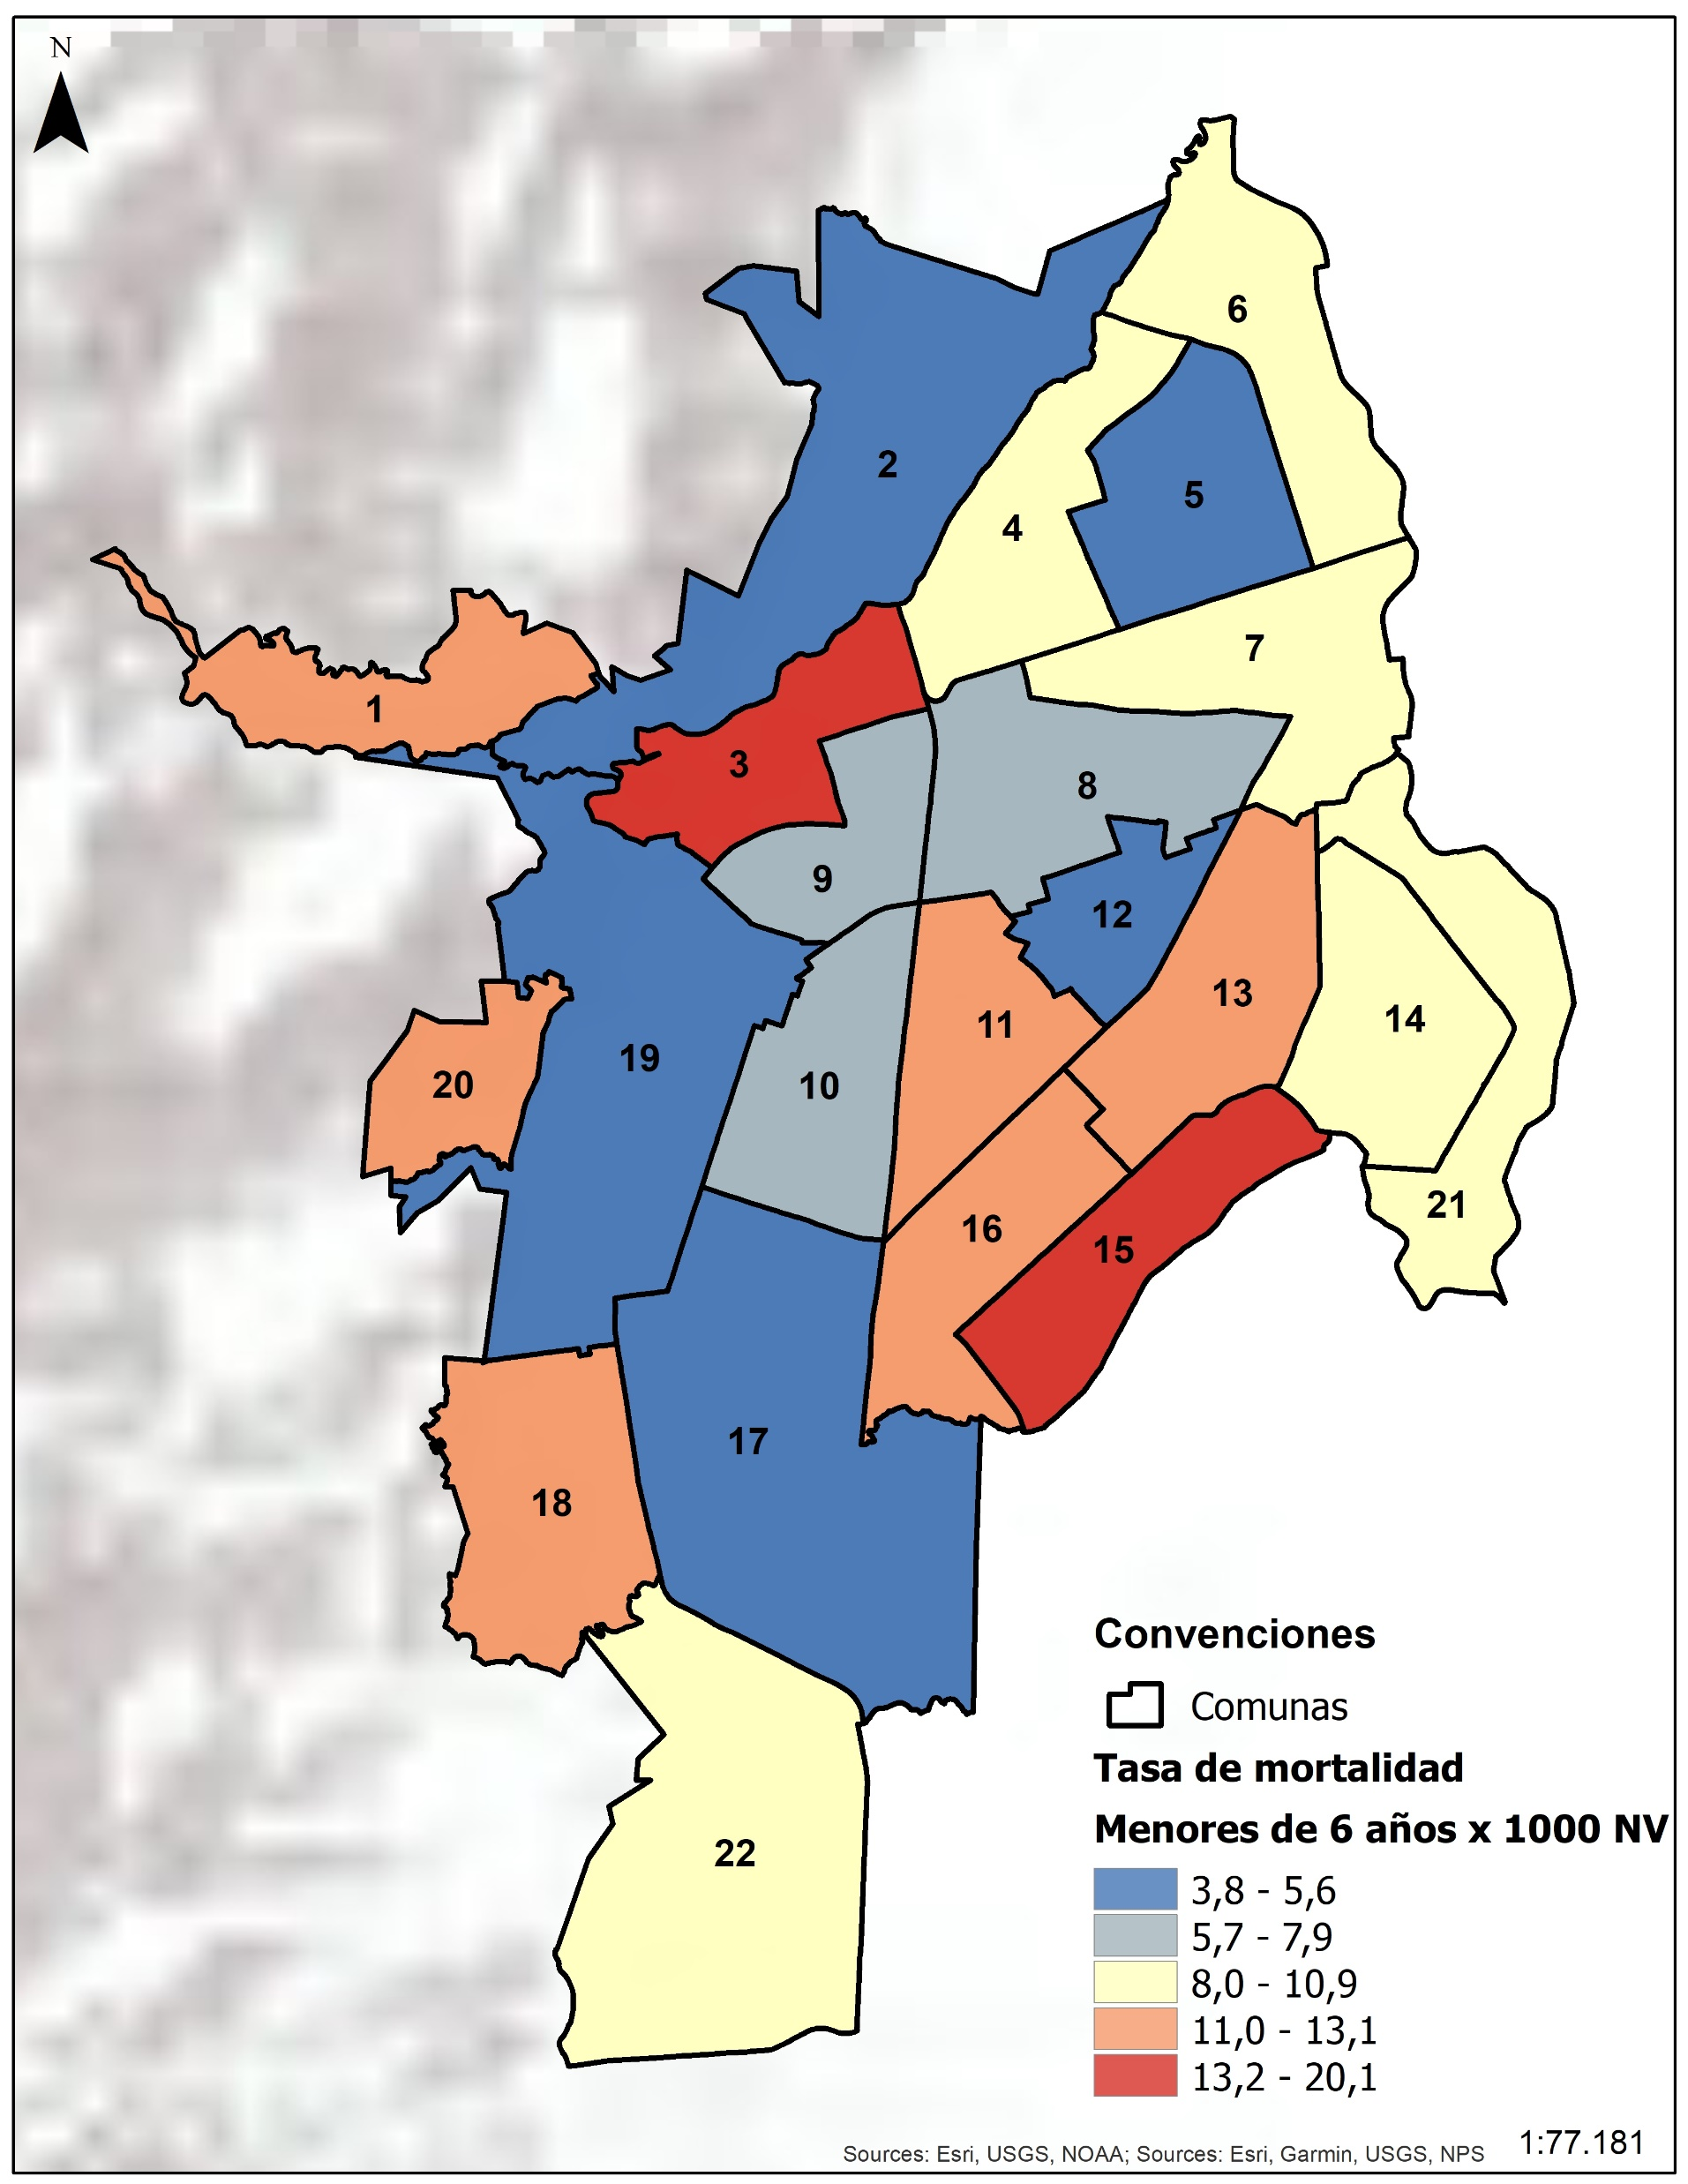 N
6
2
5
4
7
1
3
8
9
12
13
11
14
19
10
20
21
16
15
17
18
22
Convenciones
Comunas
Tasa de mortalidad
Menores de 6 años x 1000 NV
3,8 - 5,6
5,7 - 7,9
8,0 - 10,9
11,0 - 13,1
13,2 - 20,1
1:77.181
Sources: Esri, USGS, NOAA; Sources: Esri, Garmin, USGS, NPS